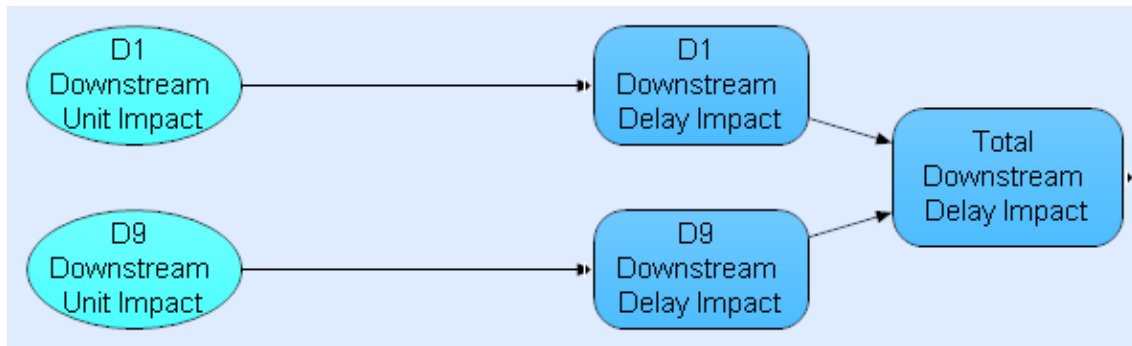 D1
Downstream
Unit Impact
D1
Downstream
Delay Impact
Total
Downstream
Delay Impact
D9
Downstream
Unit Impact
D9
Downstream
Delay Impact